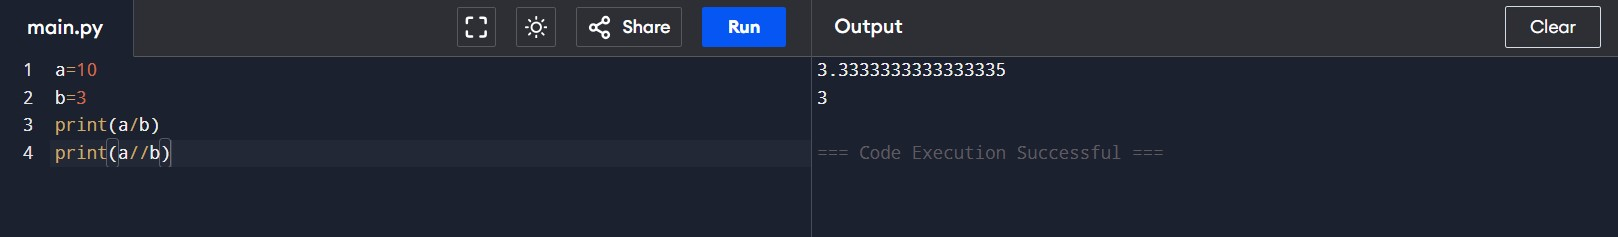 main.py
Share
Run
Output
Clear
1 a=10
2 b=3
3 print(a/b)
4 print(a//b)
3.3333333333333335
3
=== Code Execution Successful ===